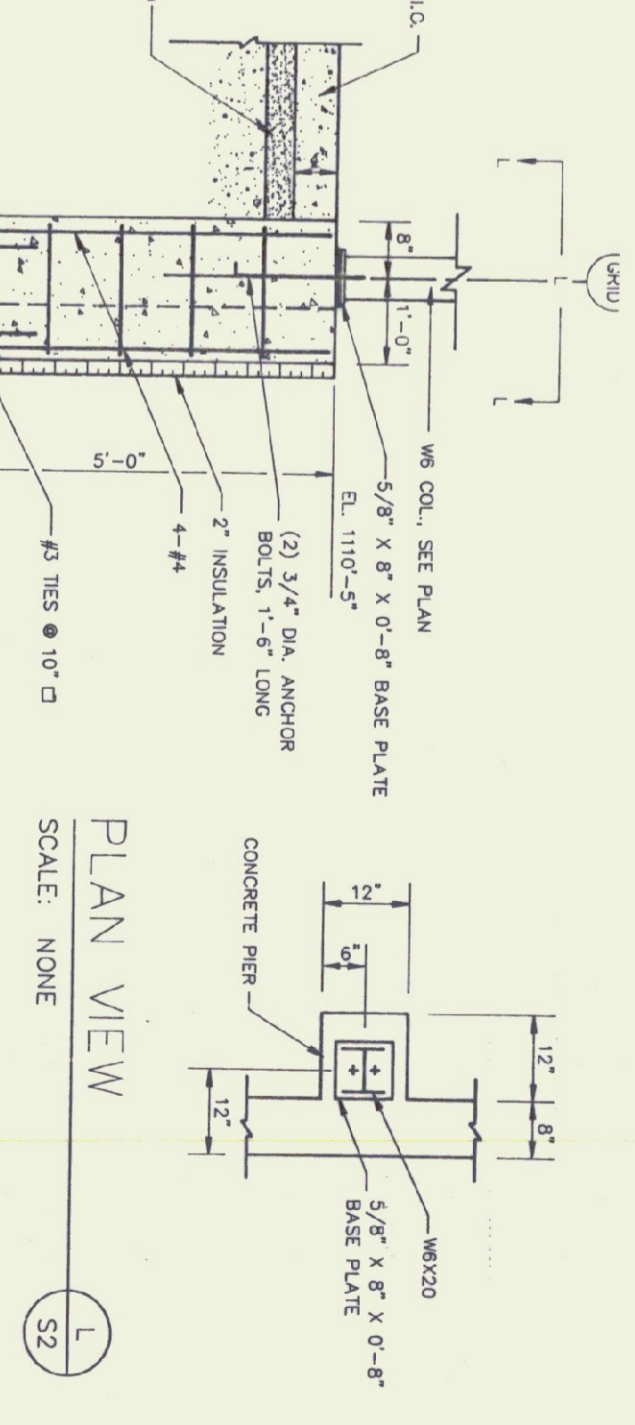 GRID
L
L
L
I.C.
8"
1'-0"
W6 COL., SEE PLAN
5/8" X 8" X 0'-8" BASE PLATE
EL. 1110'-5"
(2) 3/4" DIA. ANCHOR
BOLTS, 1'-6" LONG
2" INSULATION
4-#4
5'-0"
#3 TIES @ 10" □
12"
8"
12"
6"
CONCRETE PIER
12"
W6X20
5/8" X 8" X 0'-8"
BASE PLATE
PLAN VIEW
SCALE: NONE
L
S2